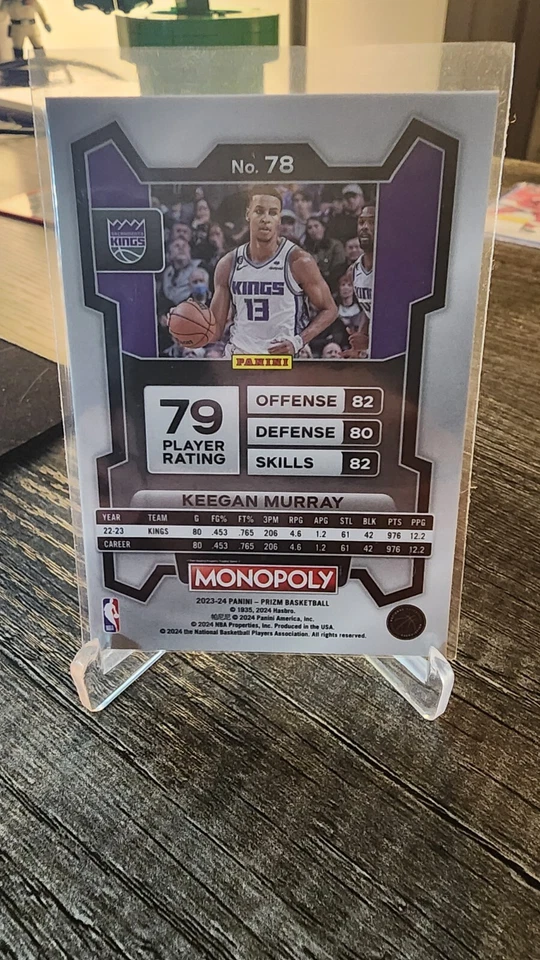 No. 78
SACRAMENTO
KINGS
KINGS
13
PANINI
79
PLAYER
RATING
OFFENSE 82
DEFENSE 80
SKILLS 82
KEEGAN MURRAY
YEAR TEAM G FG% FT% 3PM RPG APG STL BLK PTS PPG
22-23 KINGS 80 .453 .765 206 4.6 1.2 61 42 976 12.2
CAREER 80 .453 .765 206 4.6 1.2 61 42 976 12.2
MONOPOLY
2023-24 PANINI – PRIZM BASKETBALL
© 1935, 2024 Hasbro.
帕尼尼 © 2024 Panini America, Inc.
© 2024 NBA Properties, Inc. Produced in the USA.
© 2024 the National Basketball Players Association. All rights reserved.